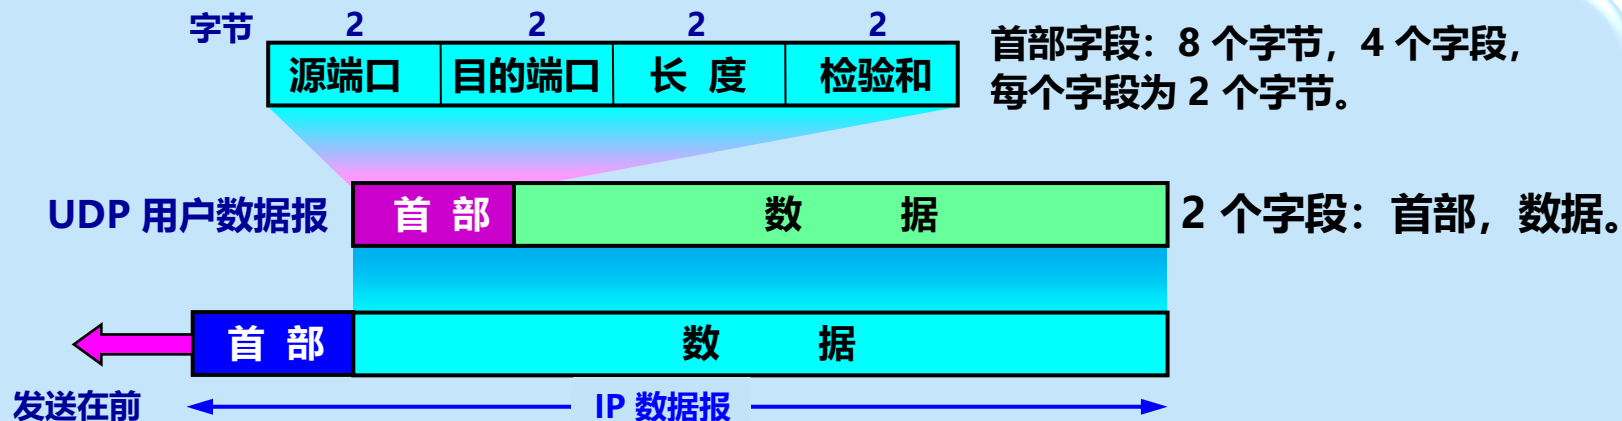 字节 2 2 2 2
源端口 目的端口 长 度 检验和
首部字段：8 个字节，4 个字段，
每个字段为 2 个字节。
UDP 用户数据报 首 部 数 据 2 个字段：首部，数据。
首 部 数 据
发送在前 IP 数据报